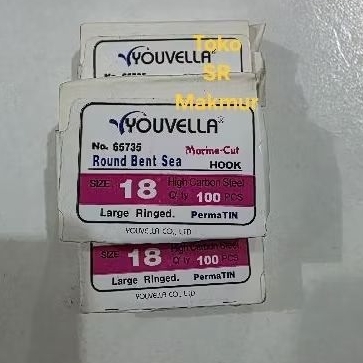 YOUVELLA®
No. 65735
Toko
SR
Makmur
YOUVELLA®
No. 65735 Marine-Cut
Round Bent Sea HOOK
SIZE 18 High Carbon Steel
Q'ty 100 PCS
Large Ringed. PermaTIN
YOUVELLA CO., LTD
SIZE 18 High Carbon Steel
Q'ty 100 PCS
Large Ringed. PermaTIN
YOUVELLA CO., LTD